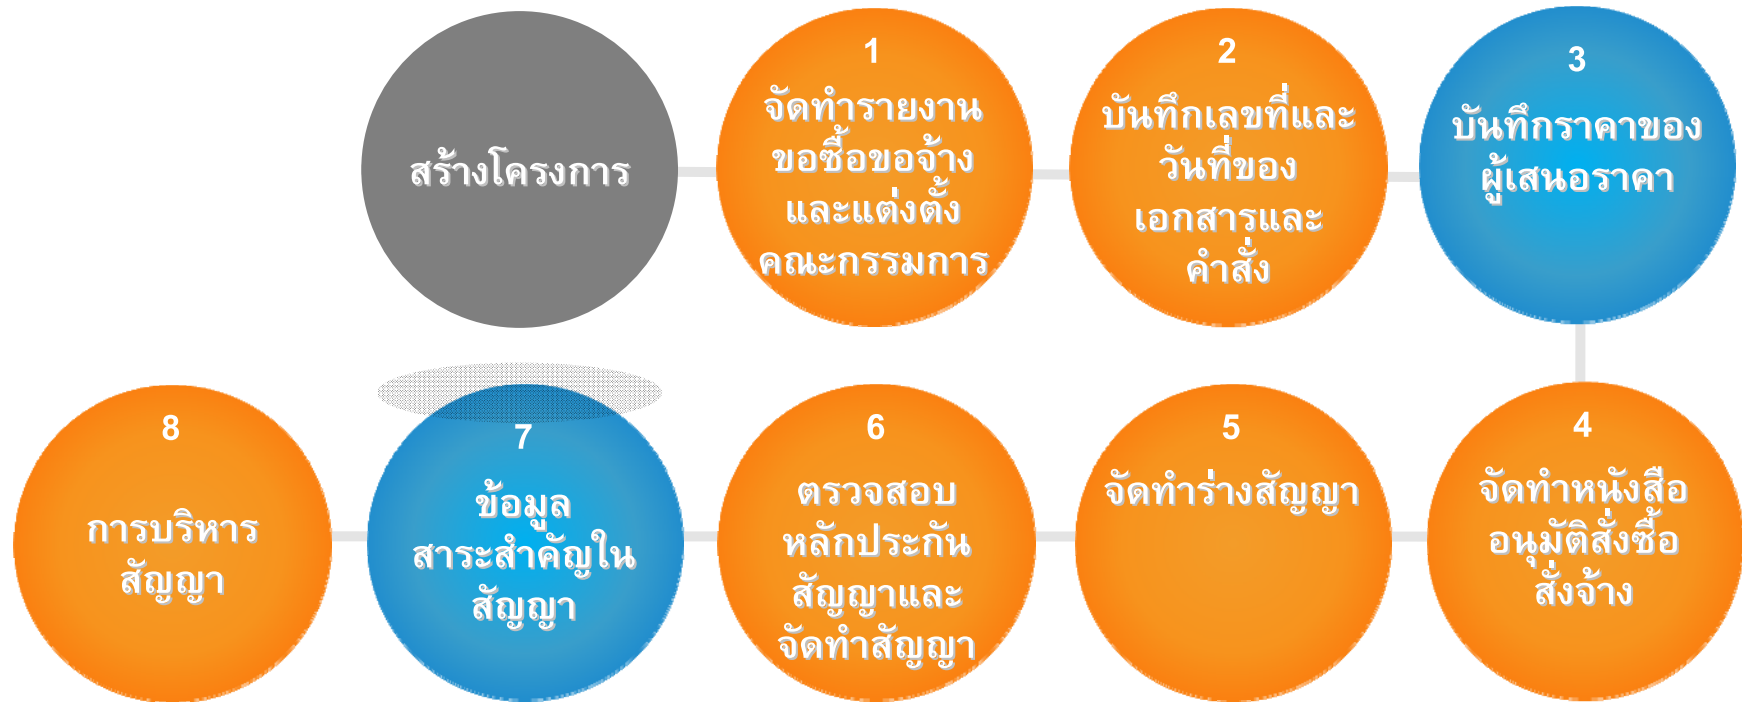 สร้างโครงการ
1
จัดทำรายงาน
ขอซื้อขอจ้าง
และแต่งตั้ง
คณะกรรมการ
2
บันทึกเลขที่และ
วันที่ของ
เอกสารและ
คำสั่ง
3
บันทึกราคาของ
ผู้เสนอราคา
4
จัดทำหนังสือ
อนุมัติสั่งซื้อ
สั่งจ้าง
5
จัดทำร่างสัญญา
6
ตรวจสอบ
หลักประกัน
สัญญาและ
จัดทำสัญญา
7
ข้อมูล
สาระสำคัญใน
สัญญา
8
การบริหาร
สัญญา